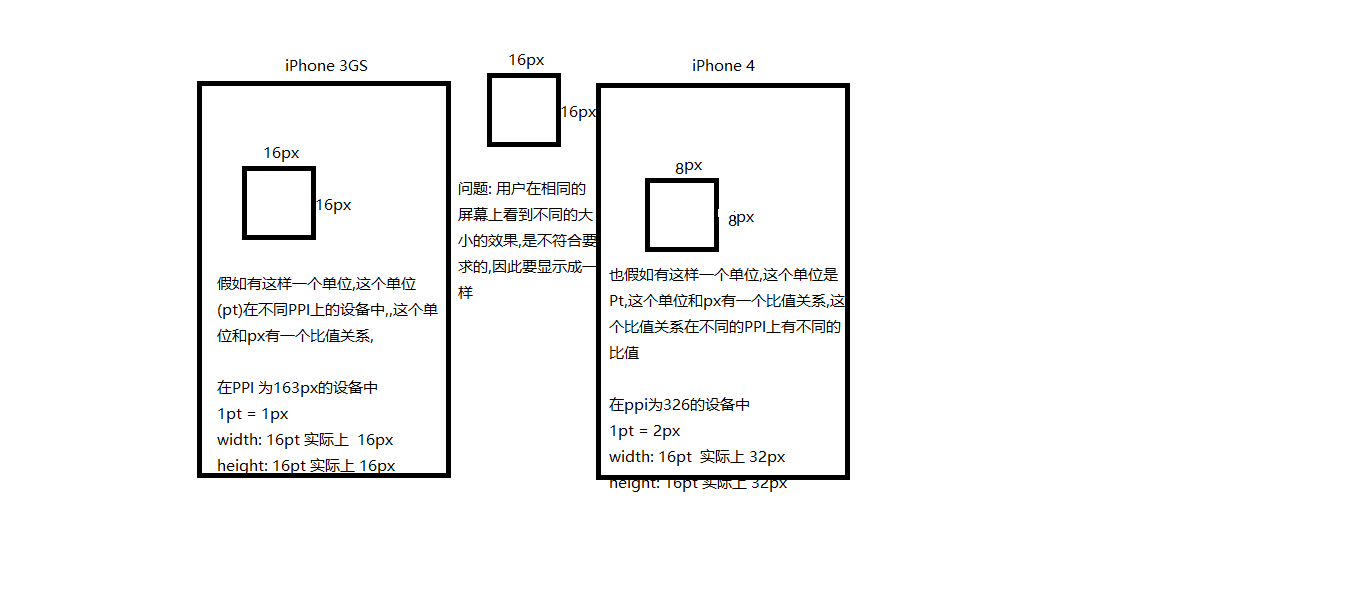 iPhone 3GS
16px
16px
假如有这样一个单位,这个单位
(pt)在不同PPI上的设备中,,这个单
位和px有一个比值关系,
在PPI 为163px的设备中
1pt = 1px
width: 16pt 实际上  16px
height: 16pt 实际上 16px
16px
16px
问题: 用户在相同的
屏幕上看到不同的大
小的效果,是不符合要
求的,因此要显示成一
样
iPhone 4
8px
8px
也假如有这样一个单位,这个单位是
Pt,这个单位和px有一个比值关系,这
个比值关系在不同的PPI上有不同的
比值
在ppi为326的设备中
1pt = 2px
width: 16pt  实际上 32px
height: 16pt 实际上 32px